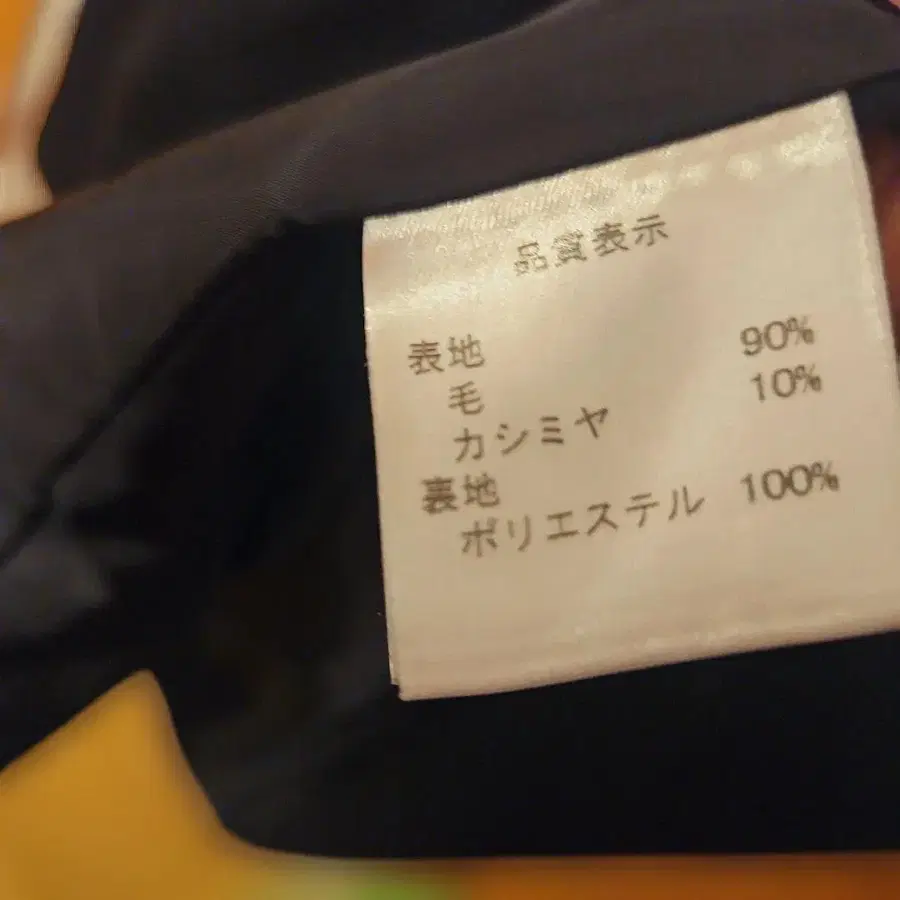 品質表示
表地
毛 90%
カシミヤ 10%
裏地
ポリエステル 100%